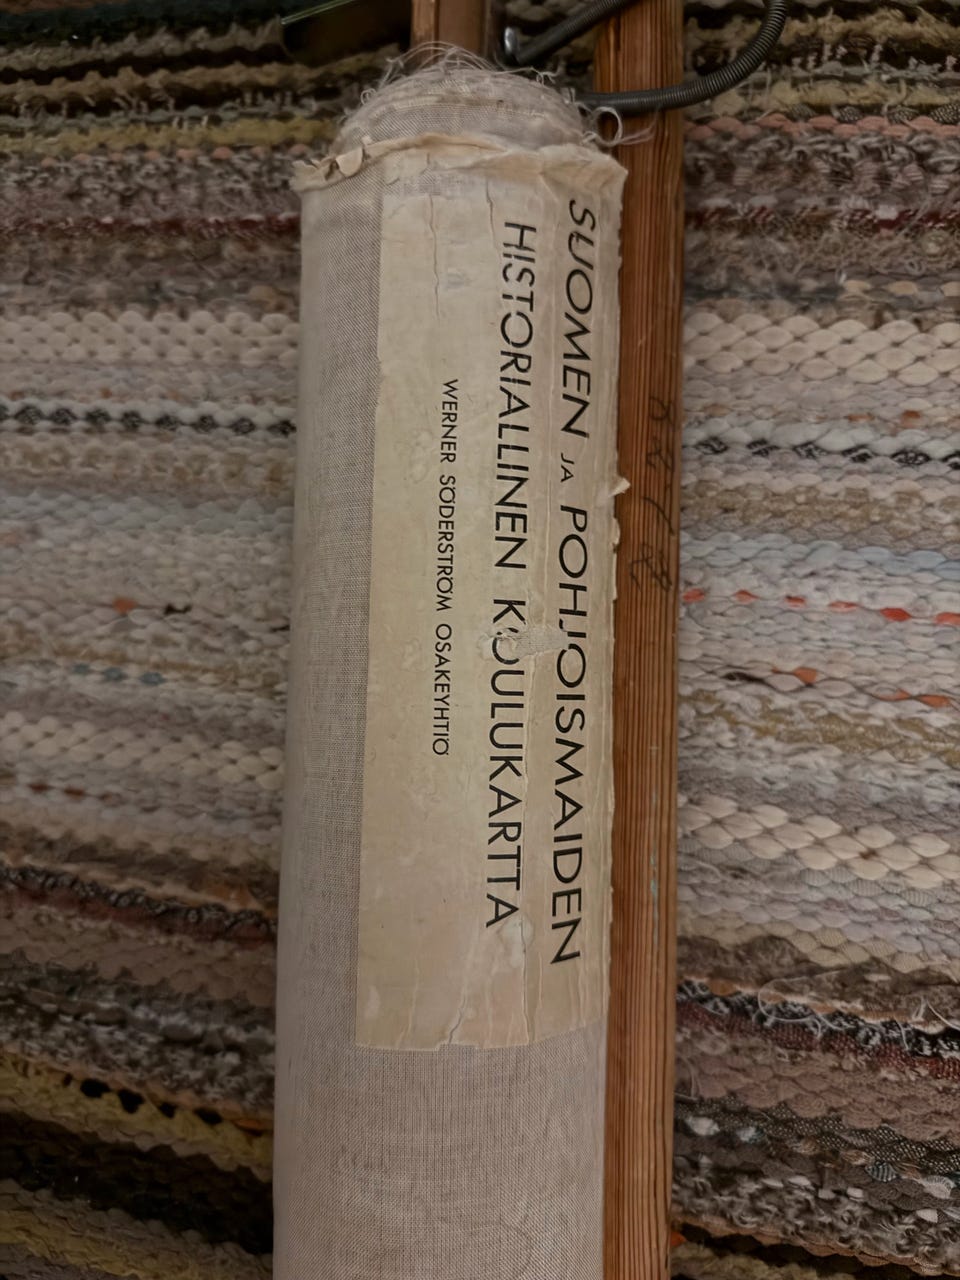 SUOMEN JA POHJOISMAIDEN
HISTORIALLINEN KOULUKARTTA
WERNER SÖDERSTRÖM OSAKEYHTIÖ